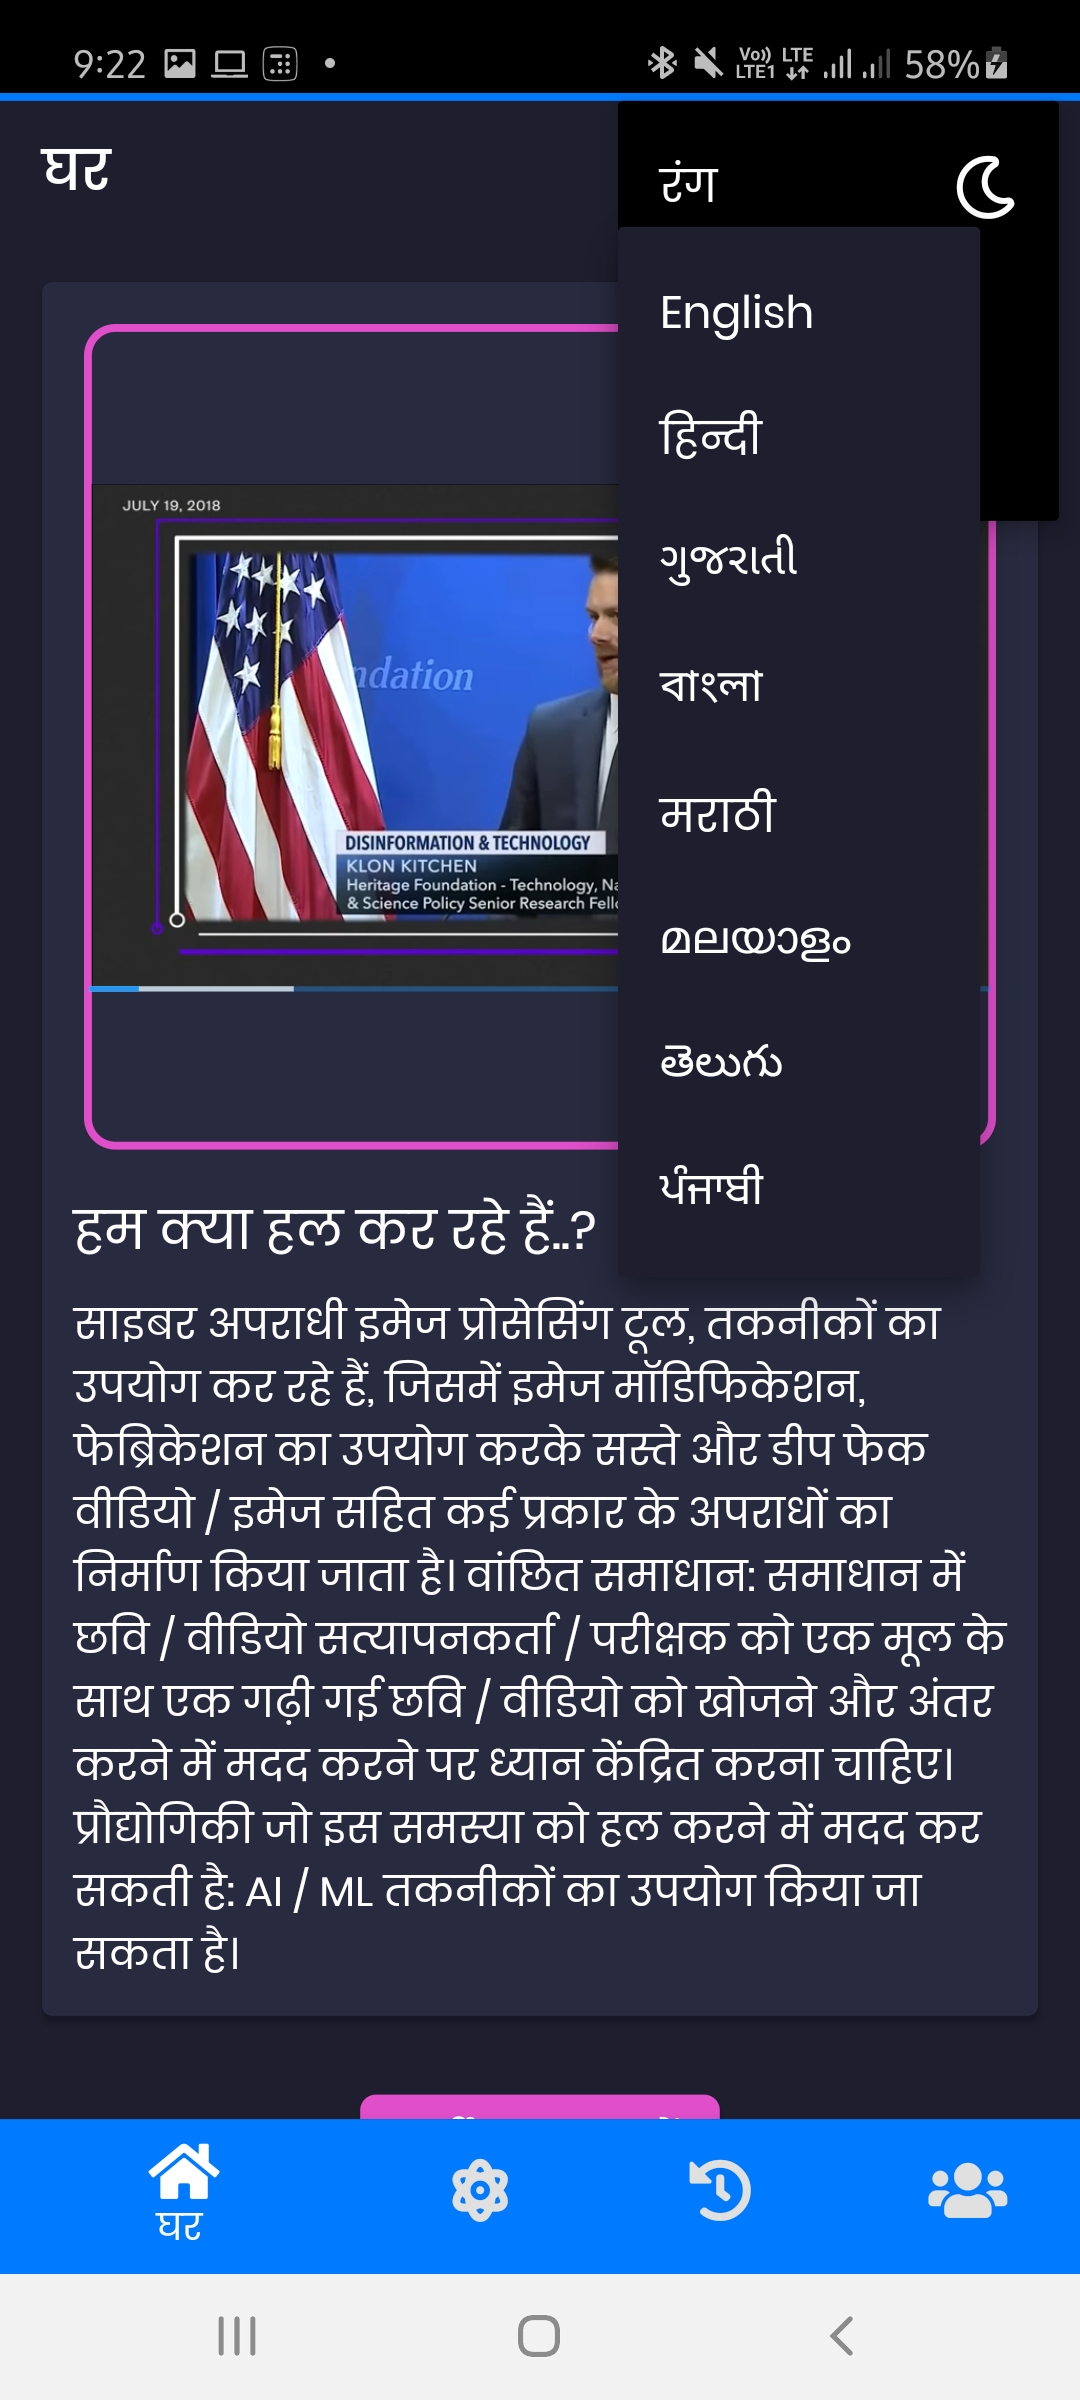 9:22
Vo)) LTE1 LTE 58%
घर
रंग
English
हिन्दी
ગુજરાતી
বাংলা
मराठी
മലയാളം
తెలుగు
ਪੰਜਾਬੀ
JULY 19, 2018
ndation
DISINFORMATION & TECHNOLOGY
KLON KITCHEN
Heritage Foundation - Technology, Na
& Science Policy Senior Research Fell
हम क्या हल कर रहे हैं..?
साइबर अपराधी इमेज प्रोसेसिंग टूल, तकनीकों का
उपयोग कर रहे हैं, जिसमें इमेज मॉडिफिकेशन,
फेब्रिकेशन का उपयोग करके सस्ते और डीप फेक
वीडियो / इमेज सहित कई प्रकार के अपराधों का
निर्माण किया जाता है। वांछित समाधान: समाधान में
छवि / वीडियो सत्यापनकर्ता / परीक्षक को एक मूल के
साथ एक गढ़ी गई छवि / वीडियो को खोजने और अंतर
करने में मदद करने पर ध्यान केंद्रित करना चाहिए।
प्रौद्योगिकी जो इस समस्या को हल करने में मदद कर
सकती है: AI / ML तकनीकों का उपयोग किया जा
सकता है।
घर